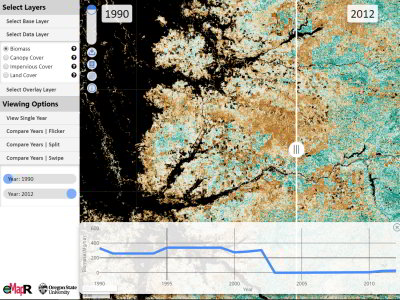 Select Layers
Select Base Layer
Select Data Layer
Biomass ?
Canopy Cover ?
Impervious Cover ?
Land Cover ?
Select Overlay Layer
Viewing Options
View Single Year
Compare Years | Flicker
Compare Years | Split
Compare Years | Swipe
Year: 1990
Year: 2012
eMapR
Oregon State
University
1990
2012
600
400
200
0
1990
1995
2000
2005
2010
Year